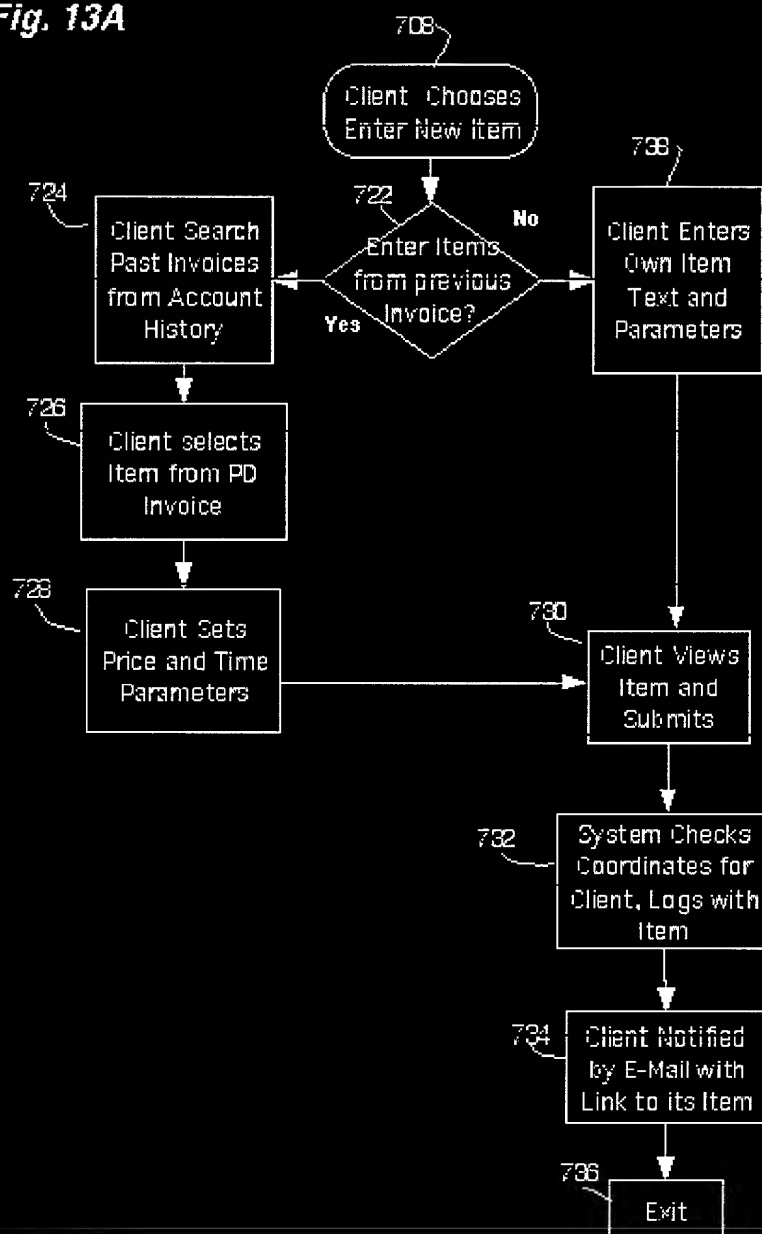 Fig. 13A
708
Client Chooses
Enter New Item
722
Enter Items
from previous
Invoice?
No
Yes
724
Client Search
Past Invoices
from Account
History
738
Client Enters
Own Item
Text and
Parameters
726
Client selects
Item from PD
Invoice
728
Client Sets
Price and Time
Parameters
730
Client Views
Item and
Submits
732
System Checks
Coordinates for
Client, Logs with
Item
734
Client Notified
by E-Mail with
Link to its Item
736
Exit